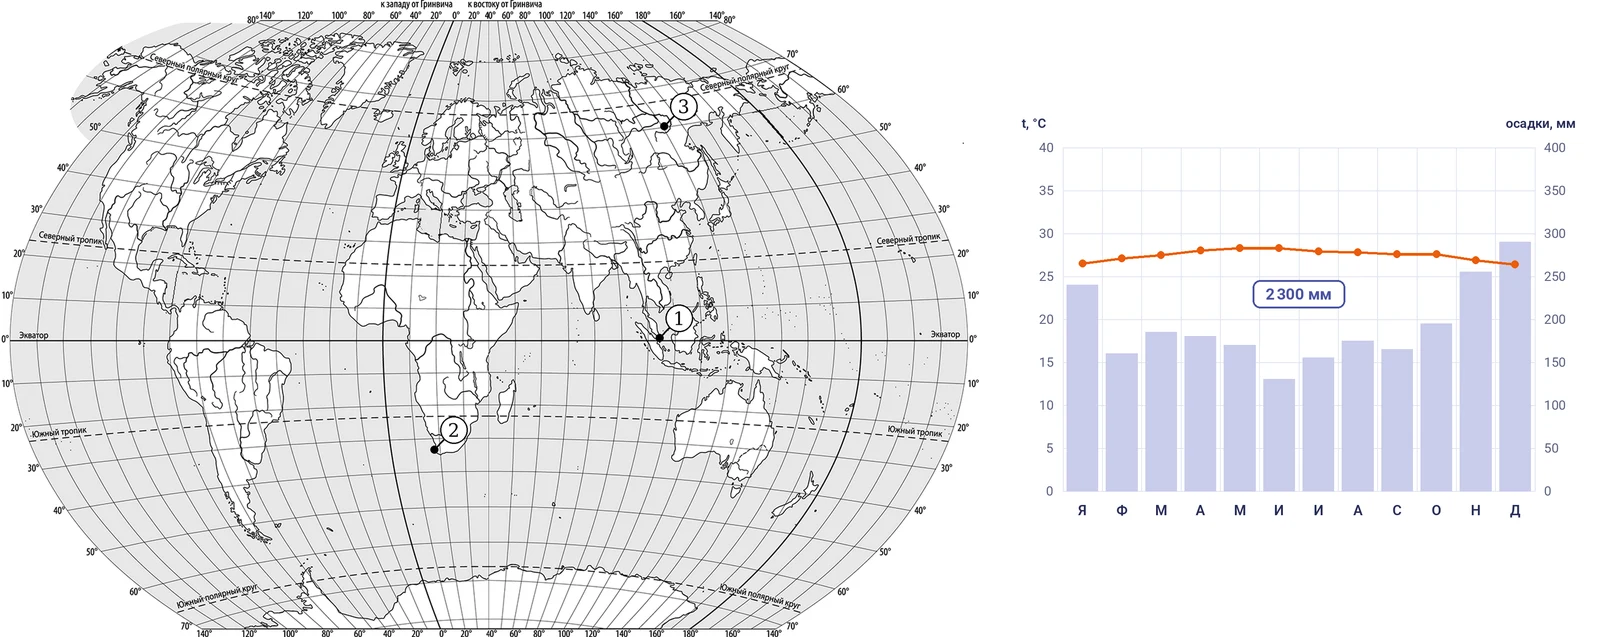 к западу от Гринвича к востоку от Гринвича
80° 140° 120° 100° 80° 60° 40° 20° 0° 20° 40° 60° 80° 100° 120° 140° 160° 180° 160° 140° 80°
70°
Северный полярный круг Северный полярный круг
60°
3
50° 50°
40° 40°
30° 30°
Северный тропик Северный тропик
20° 20°
10° 10°
1
Экватор Экватор
0° 0°
10° 10°
20° Южный тропик 2 Южный тропик 20°
30° 30°
40° 40°
50° 50°
60° Южный полярный круг Южный полярный круг 60°
70° 70°
140° 120° 100° 80° 60° 40° 20° 0° 20° 40° 60° 80° 100° 120° 140° 160° 180° 160° 140°
t, °C осадки, мм
40 400
35 350
30 300
25 250
2 300 мм
20 200
15 150
10 100
5 50
0 0
Я Ф М А М И И А С О Н Д